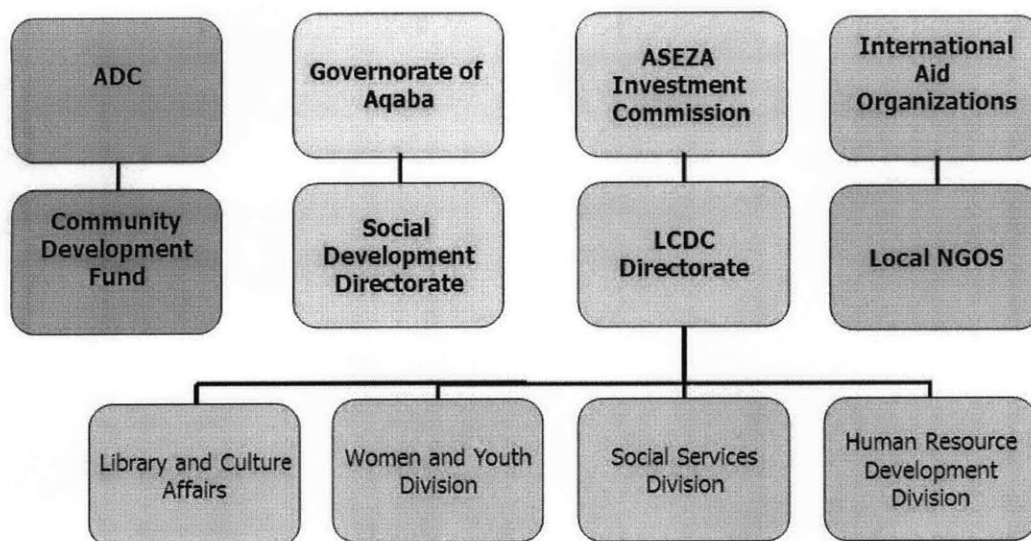 ADC
Governorate of
Aqaba
ASEZA
Investment
Commission
International
Aid
Organizations
Community
Development
Fund
Social
Development
Directorate
LCDC
Directorate
Local NGOS
Library and Culture
Affairs
Women and Youth
Division
Social Services
Division
Human Resource
Development
Division